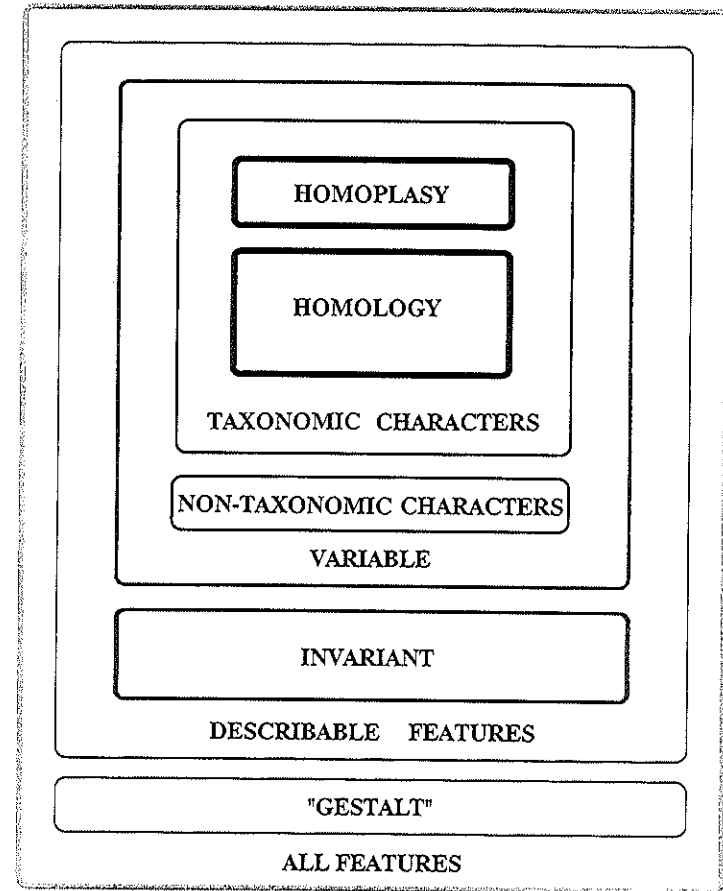 HOMOPLASY
HOMOLOGY
TAXONOMIC CHARACTERS
NON-TAXONOMIC CHARACTERS
VARIABLE
INVARIANT
DESCRIBABLE FEATURES
"GESTALT"
ALL FEATURES